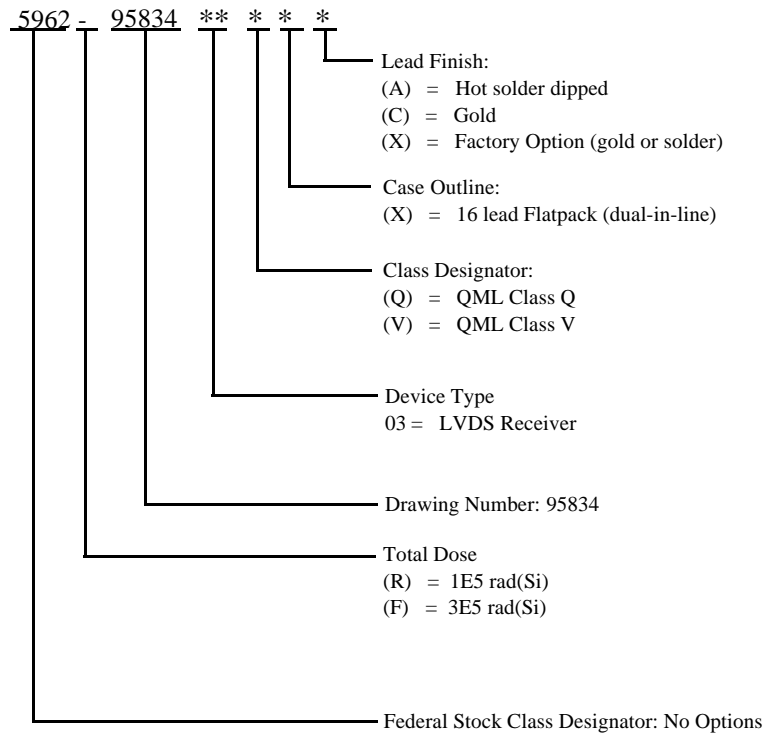 5962 - 95834 ** * * *
Lead Finish:
(A) = Hot solder dipped
(C) = Gold
(X) = Factory Option (gold or solder)
Case Outline:
(X) = 16 lead Flatpack (dual-in-line)
Class Designator:
(Q) = QML Class Q
(V) = QML Class V
Device Type
03 = LVDS Receiver
Drawing Number: 95834
Total Dose
(R) = 1E5 rad(Si)
(F) = 3E5 rad(Si)
Federal Stock Class Designator: No Options